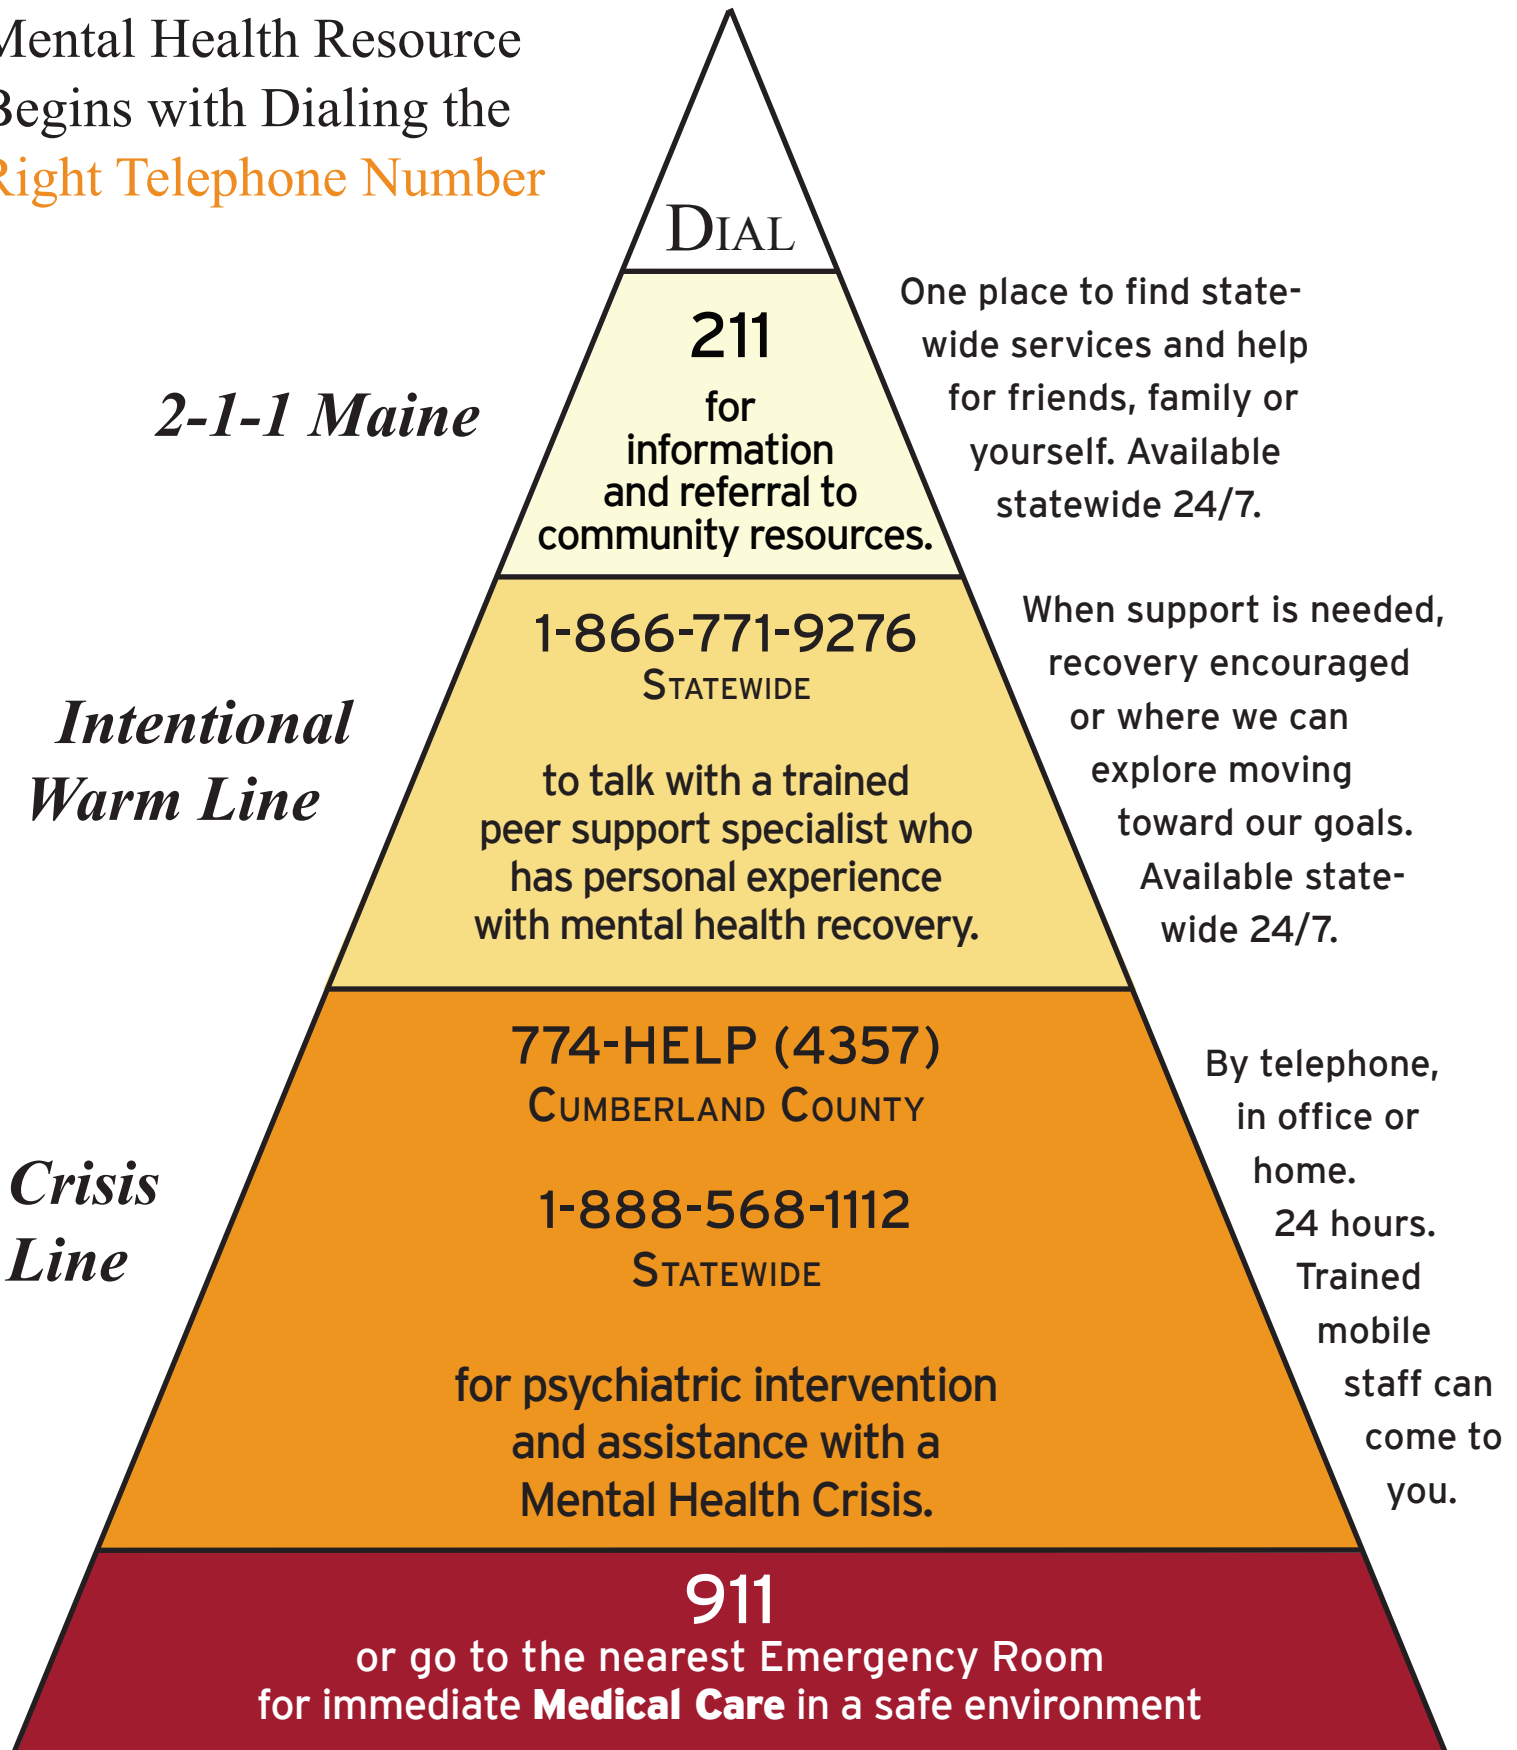 Mental Health Resource
Begins with Dialing the
Right Telephone Number
DIAL
2-1-1 Maine
211
for
information
and referral to
community resources.
One place to find state-
wide services and help
for friends, family or
yourself. Available
statewide 24/7.
Intentional
Warm Line
1-866-771-9276
STATEWIDE
to talk with a trained
peer support specialist who
has personal experience
with mental health recovery.
When support is needed,
recovery encouraged
or where we can
explore moving
toward our goals.
Available state-
wide 24/7.
Crisis
Line
774-HELP (4357)
CUMBERLAND COUNTY
1-888-568-1112
STATEWIDE
for psychiatric intervention
and assistance with a
Mental Health Crisis.
By telephone,
in office or
home.
24 hours.
Trained
mobile
staff can
come to
you.
911
or go to the nearest Emergency Room
for immediate Medical Care in a safe environment